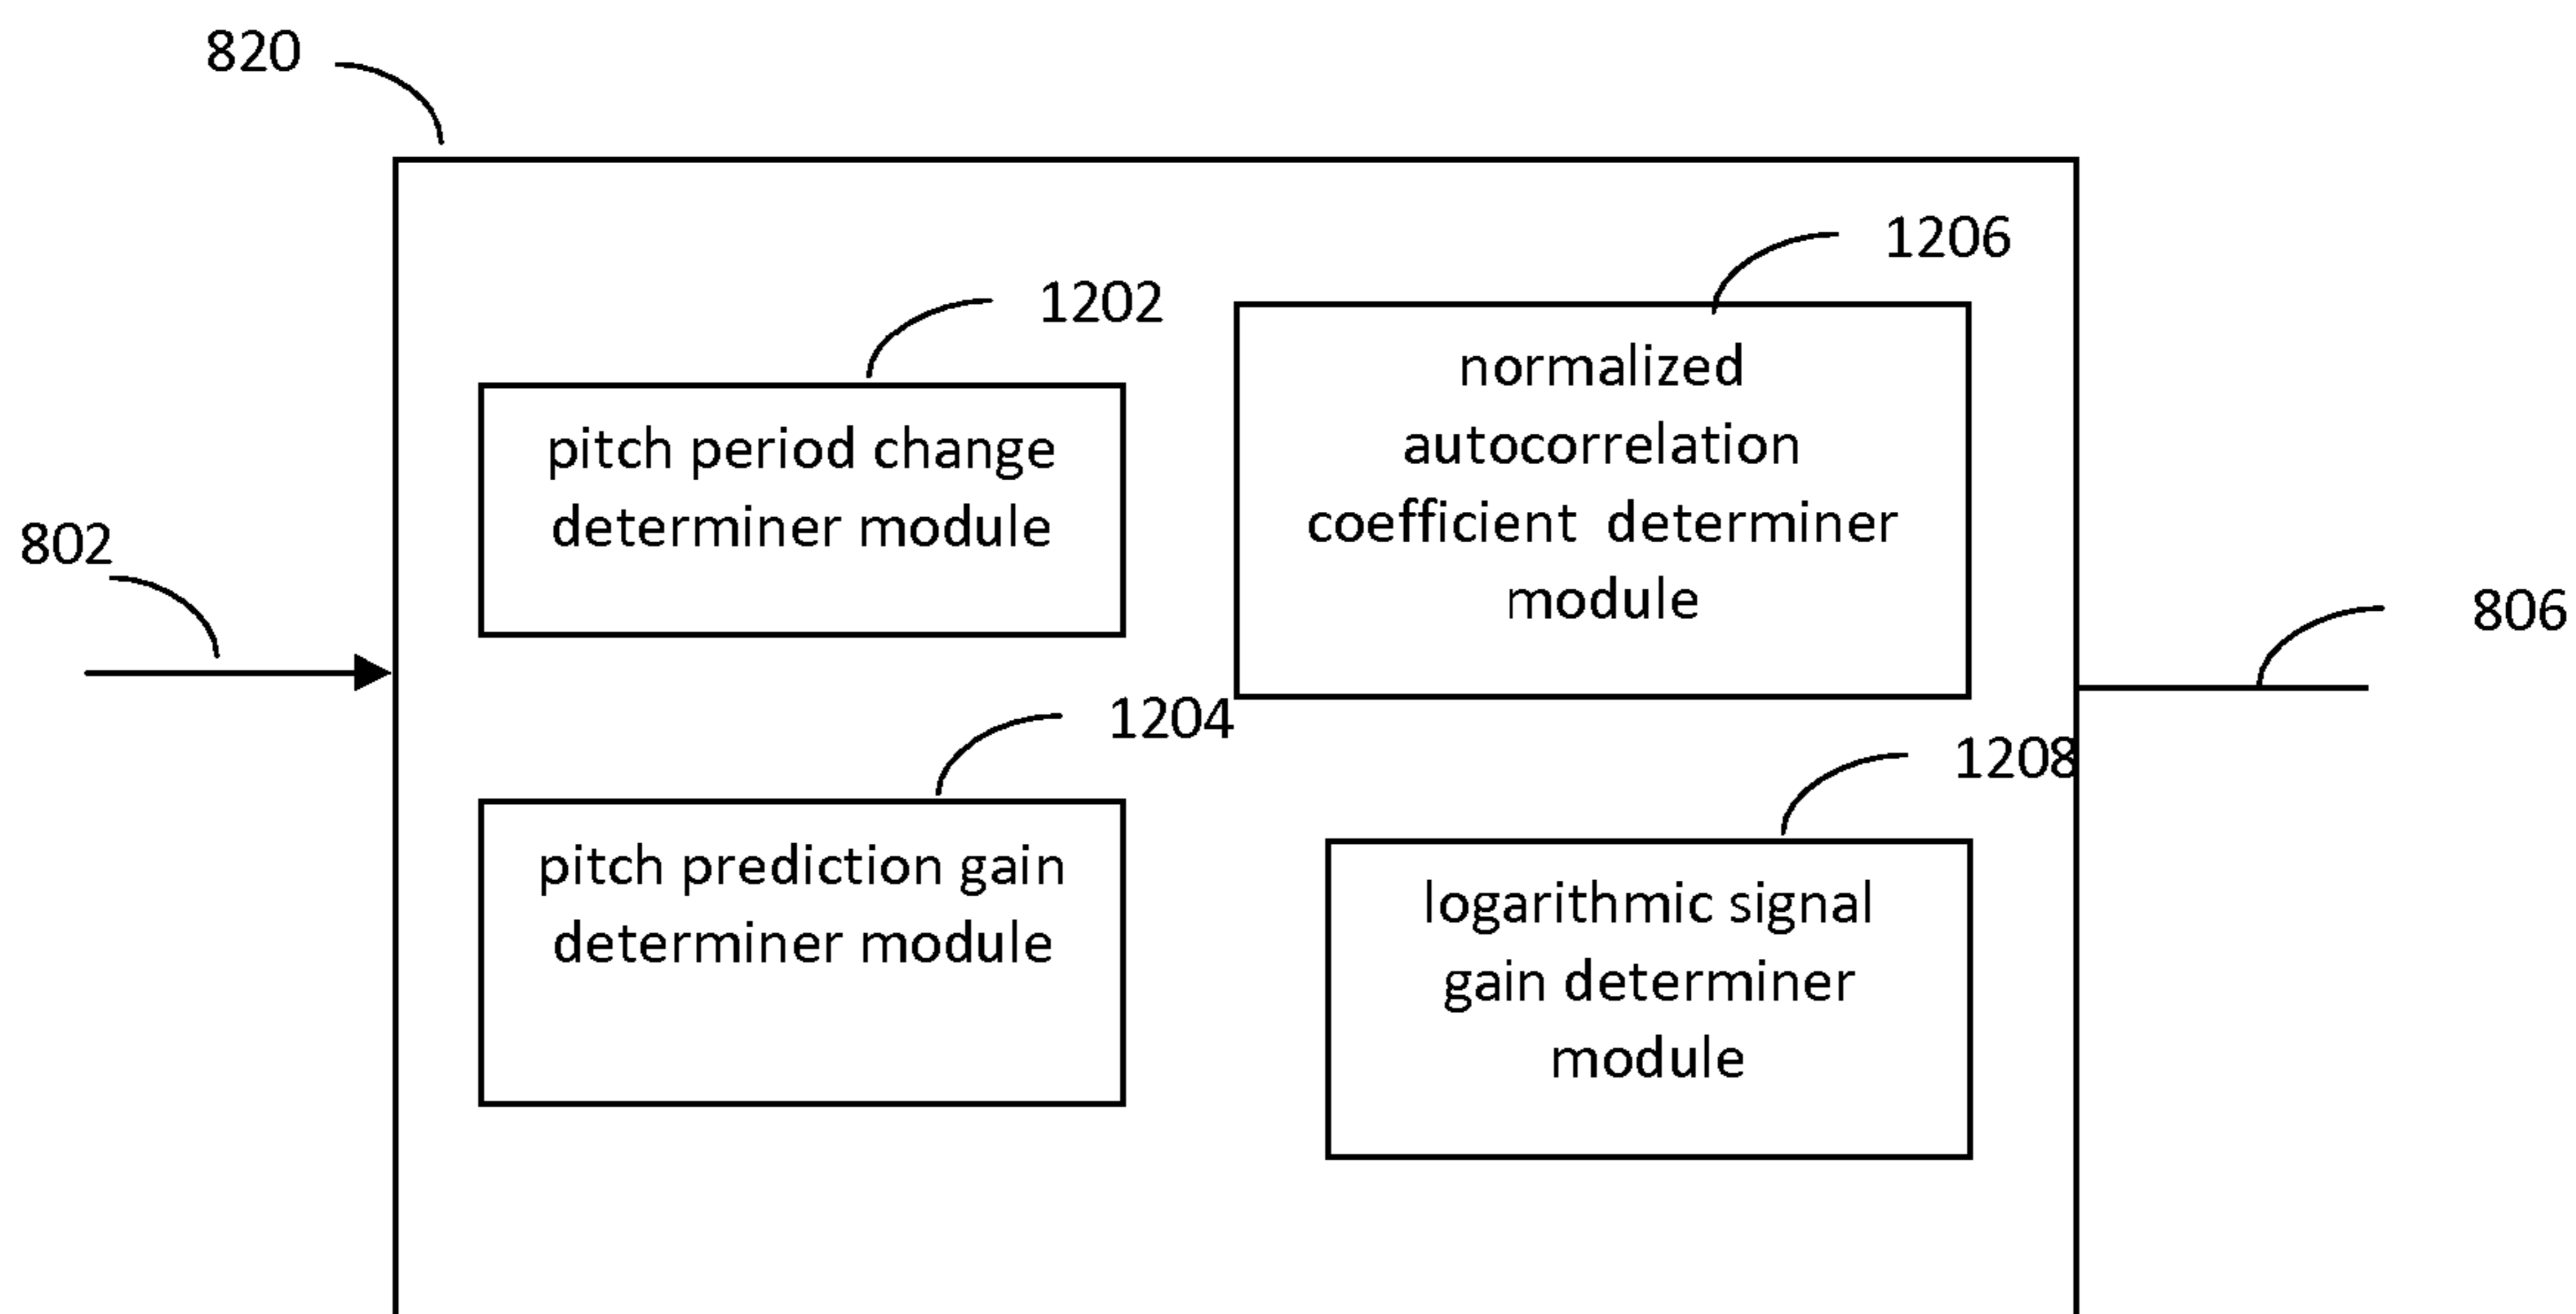 820
1206
1202
normalized
autocorrelation
coefficient determiner
module
pitch period change
determiner module
802
806
1204
1208
pitch prediction gain
determiner module
logarithmic signal
gain determiner
module